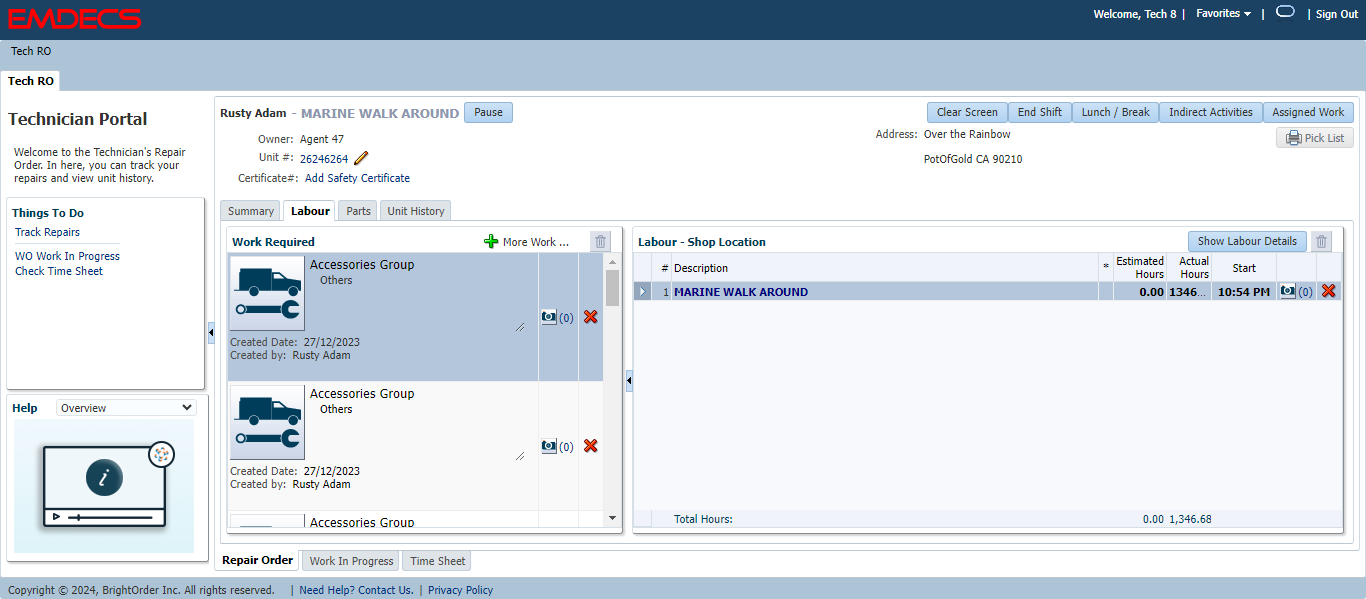 EMDECS
Welcome, Tech 8 | Favorites | | Sign Out
Tech RO
Tech RO
Technician Portal
Welcome to the Technician's Repair
Order. In here, you can track your
repairs and view unit history.
Things To Do
Track Repairs
WO Work In Progress
Check Time Sheet
Help Overview
i
Rusty Adam - MARINE WALK AROUND Pause
Clear Screen End Shift Lunch / Break Indirect Activities Assigned Work
Owner: Agent 47
Unit #: 26246264
Certificate#: Add Safety Certificate
Address: Over the Rainbow
PotOfGold CA 90210
Pick List
Summary Labour Parts Unit History
Work Required More Work ...
Accessories Group
Others
(0)
Created Date: 27/12/2023
Created by: Rusty Adam
Accessories Group
Others
(0)
Created Date: 27/12/2023
Created by: Rusty Adam
Accessories Group
Labour - Shop Location Show Labour Details
# Description * Estimated Hours Actual Hours Start
1 MARINE WALK AROUND 0.00 1346... 10:54 PM (0)
Total Hours: 0.00 1,346.68
Repair Order Work In Progress Time Sheet
Copyright © 2024, BrightOrder Inc. All rights reserved. | Need Help? Contact Us. | Privacy Policy